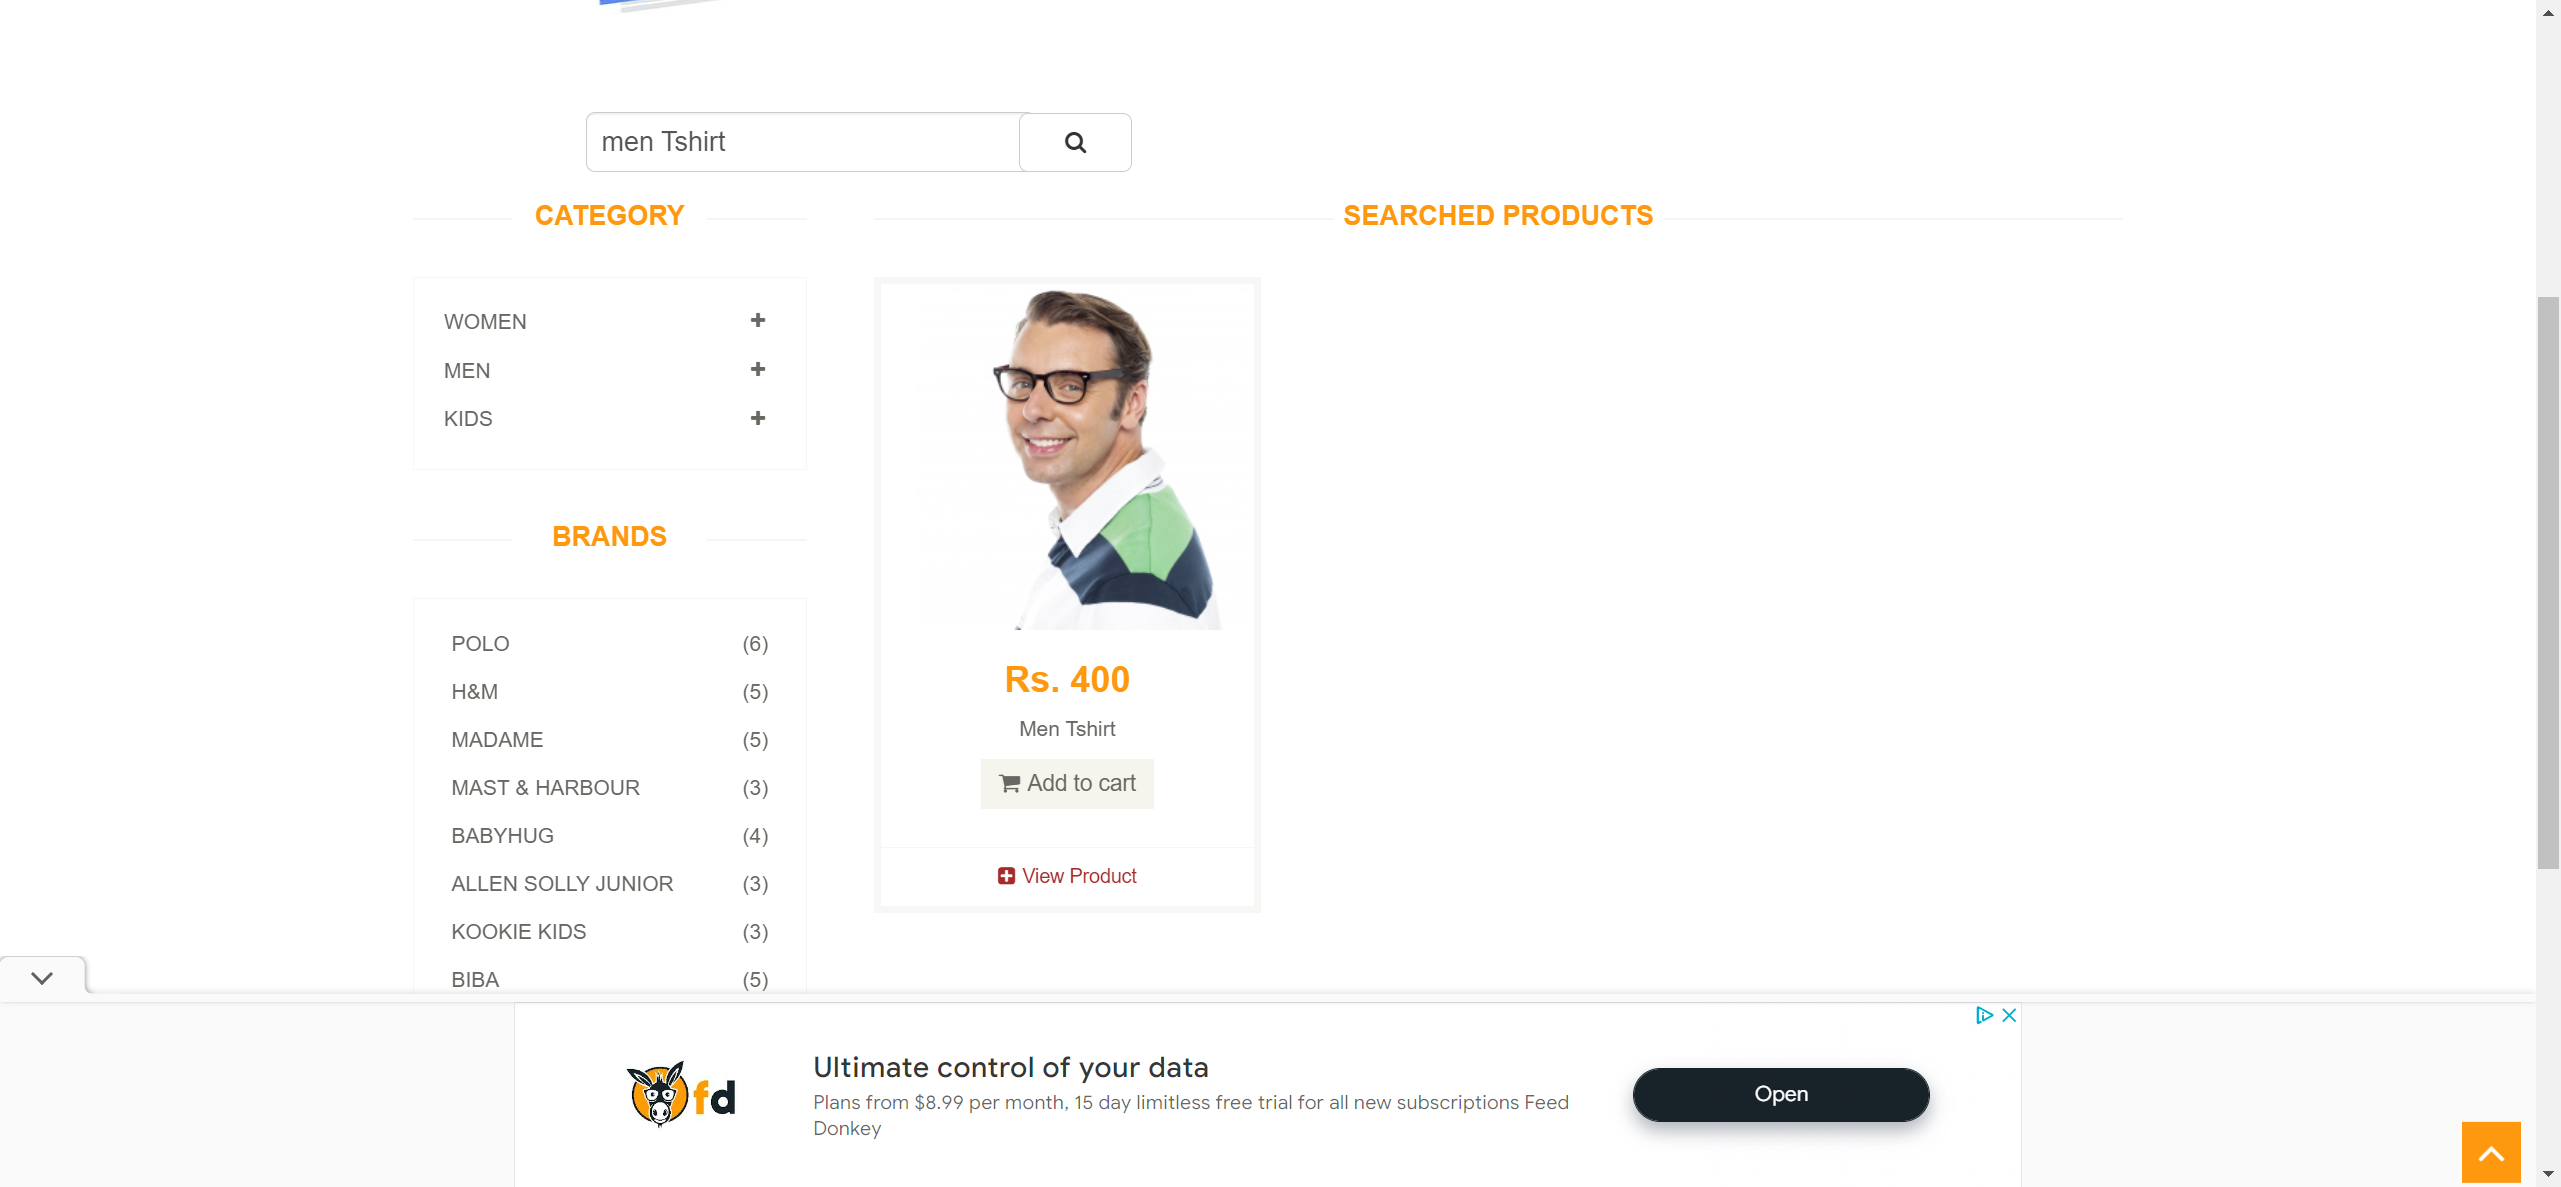 men Tshirt
CATEGORY
WOMEN
MEN
KIDS
BRANDS
POLO (6)
H&M (5)
MADAME (5)
MAST & HARBOUR (3)
BABYHUG (4)
ALLEN SOLLY JUNIOR (3)
KOOKIE KIDS (3)
BIBA (5)
SEARCHED PRODUCTS
Rs. 400
Men Tshirt
Add to cart
View Product
fd
Ultimate control of your data
Plans from $8.99 per month, 15 day limitless free trial for all new subscriptions Feed
Donkey
Open